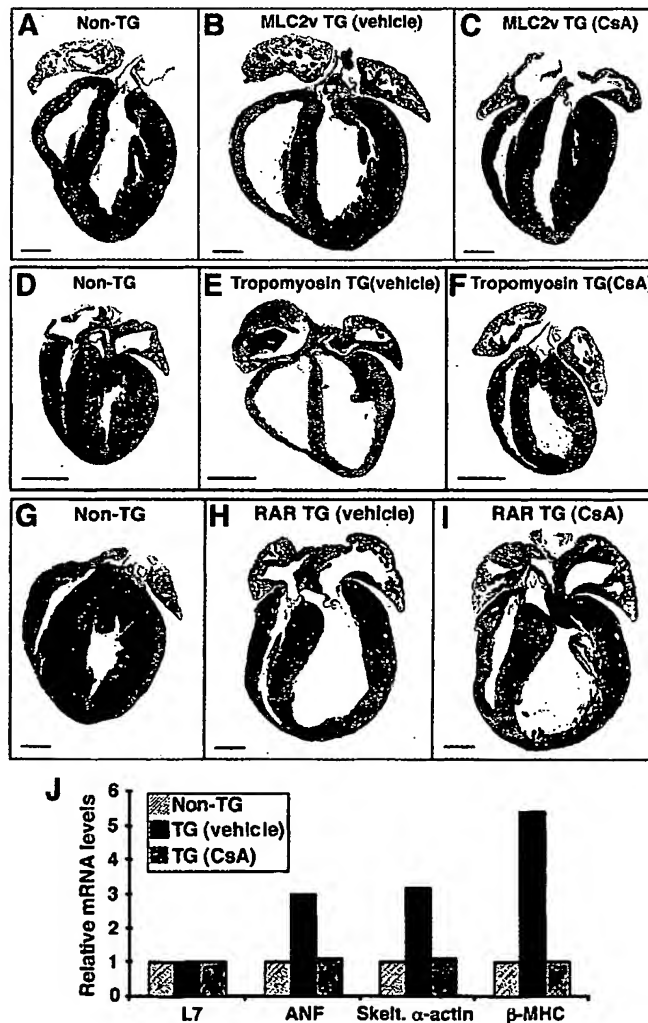 A Non-TG
B MLC2v TG (vehicle)
C MLC2v TG (CsA)
D Non-TG
E Tropomyosin TG(vehicle)
F Tropomyosin TG(CsA)
G Non-TG
H RAR TG (vehicle)
I RAR TG (CsA)
J
Relative mRNA levels
6
5
4
3
2
1
0
Non-TG
TG (vehicle)
TG (CsA)
L7 ANF Skelt. α-actin β-MHC